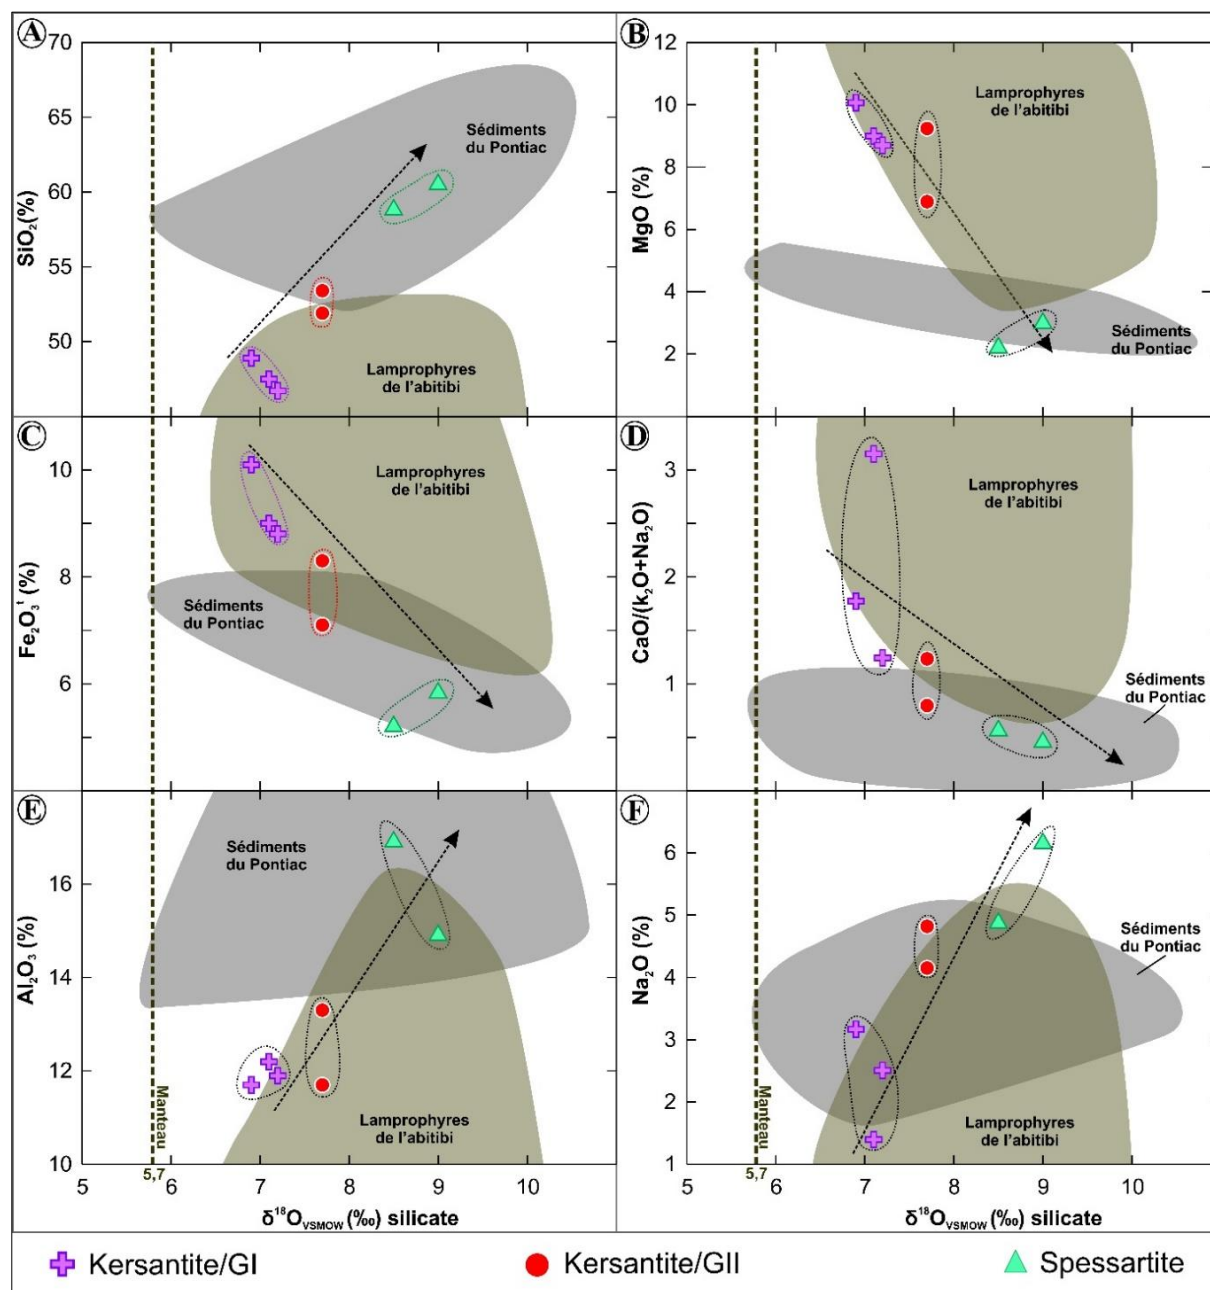 A
70
65
60
55
50
SiO₂(%)
Sédiments
du Pontiac
Lamprophyres
de l'abitibi
B
12
10
8
6
4
2
MgO (%)
Lamprophyres
de l'abitibi
Sédiments
du Pontiac
C
10
8
6
Fe₂O₃ᵗ (%)
Lamprophyres
de l'abitibi
Sédiments
du Pontiac
D
3
2
1
CaO/(k₂O+Na₂O)
Lamprophyres
de l'abitibi
Sédiments
du Pontiac
E
16
14
12
10
Al₂O₃ (%)
Sédiments
du Pontiac
Lamprophyres
de l'abitibi
Manteau
5,7
5 6 7 8 9 10
δ¹⁸O_VSMOW (‰) silicate
F
6
5
4
3
2
1
Na₂O (%)
Sédiments
du Pontiac
Lamprophyres
de l'abitibi
Manteau
5,7
5 6 7 8 9 10
δ¹⁸O_VSMOW (‰) silicate
Kersantite/GI Kersantite/GII Spessartite